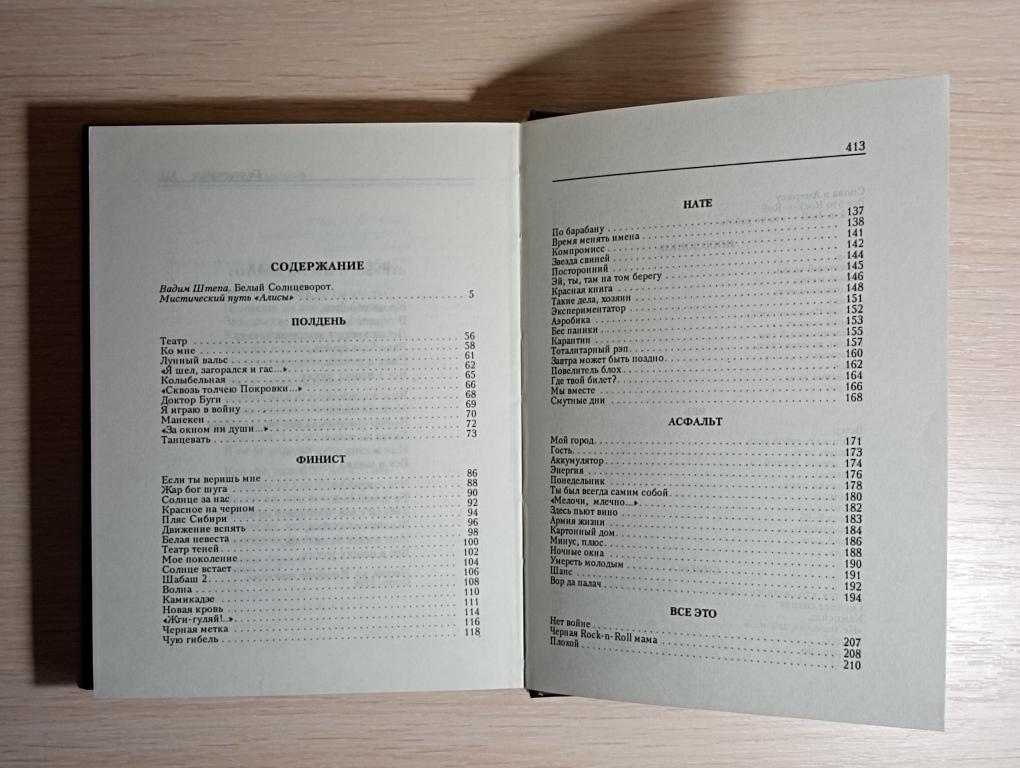 СОДЕРЖАНИЕ
Вадим Штепа. Белый Солнцеворот.
Мистический путь «Алисы» 5
ПОЛДЕНЬ
Театр 56
Ко мне 58
Лунный вальс 61
«Я шел, загорался и гас...» 62
Колыбельная 65
«Сквозь толчею Покровки...» 66
Доктор Буги 68
Я играю в войну 69
Манекен 70
«За окном ни души...» 72
Танцевать 73
ФИНИСТ
Если ты веришь мне 86
Жар бог шуга 88
Солнце за нас 90
Красное на черном 92
Пляс Сибири 94
Движение вспять 96
Белая невеста 98
Театр теней 100
Мое поколение 102
Солнце встает 104
Шабаш 2 106
Волна 108
Камикадзе 110
Новая кровь 111
«Жги-гуляй!..» 114
Черная метка 116
Чую гибель 118
413
НАТЕ
По барабану 137
Время менять имена 138
Компромисс 141
Звезда свиней 142
Посторонний 144
Эй, ты, там на том берегу 145
Красная книга 146
Такие дела, хозяин 148
Экспериментатор 151
Аэробика 152
Бес паники 153
Карантин 155
Тоталитарный рэп 157
Завтра может быть поздно 160
Повелитель блох 162
Где твой билет? 164
Мы вместе 166
Смутные дни 168
АСФАЛЬТ
Мой город 171
Гость 173
Аккумулятор 174
Энергия 176
Понедельник 178
Ты был всегда самим собой 180
«Мелочи, млечно...» 182
Здесь пьют вино 183
Армия жизни 184
Картонный дом 186
Минус, плюс 188
Ночные окна 190
Умереть молодым 191
Шанс 192
Вор да палач 194
ВСЕ ЭТО
Нет войне 207
Черная Rock-n-Roll мама 208
Плохой 210